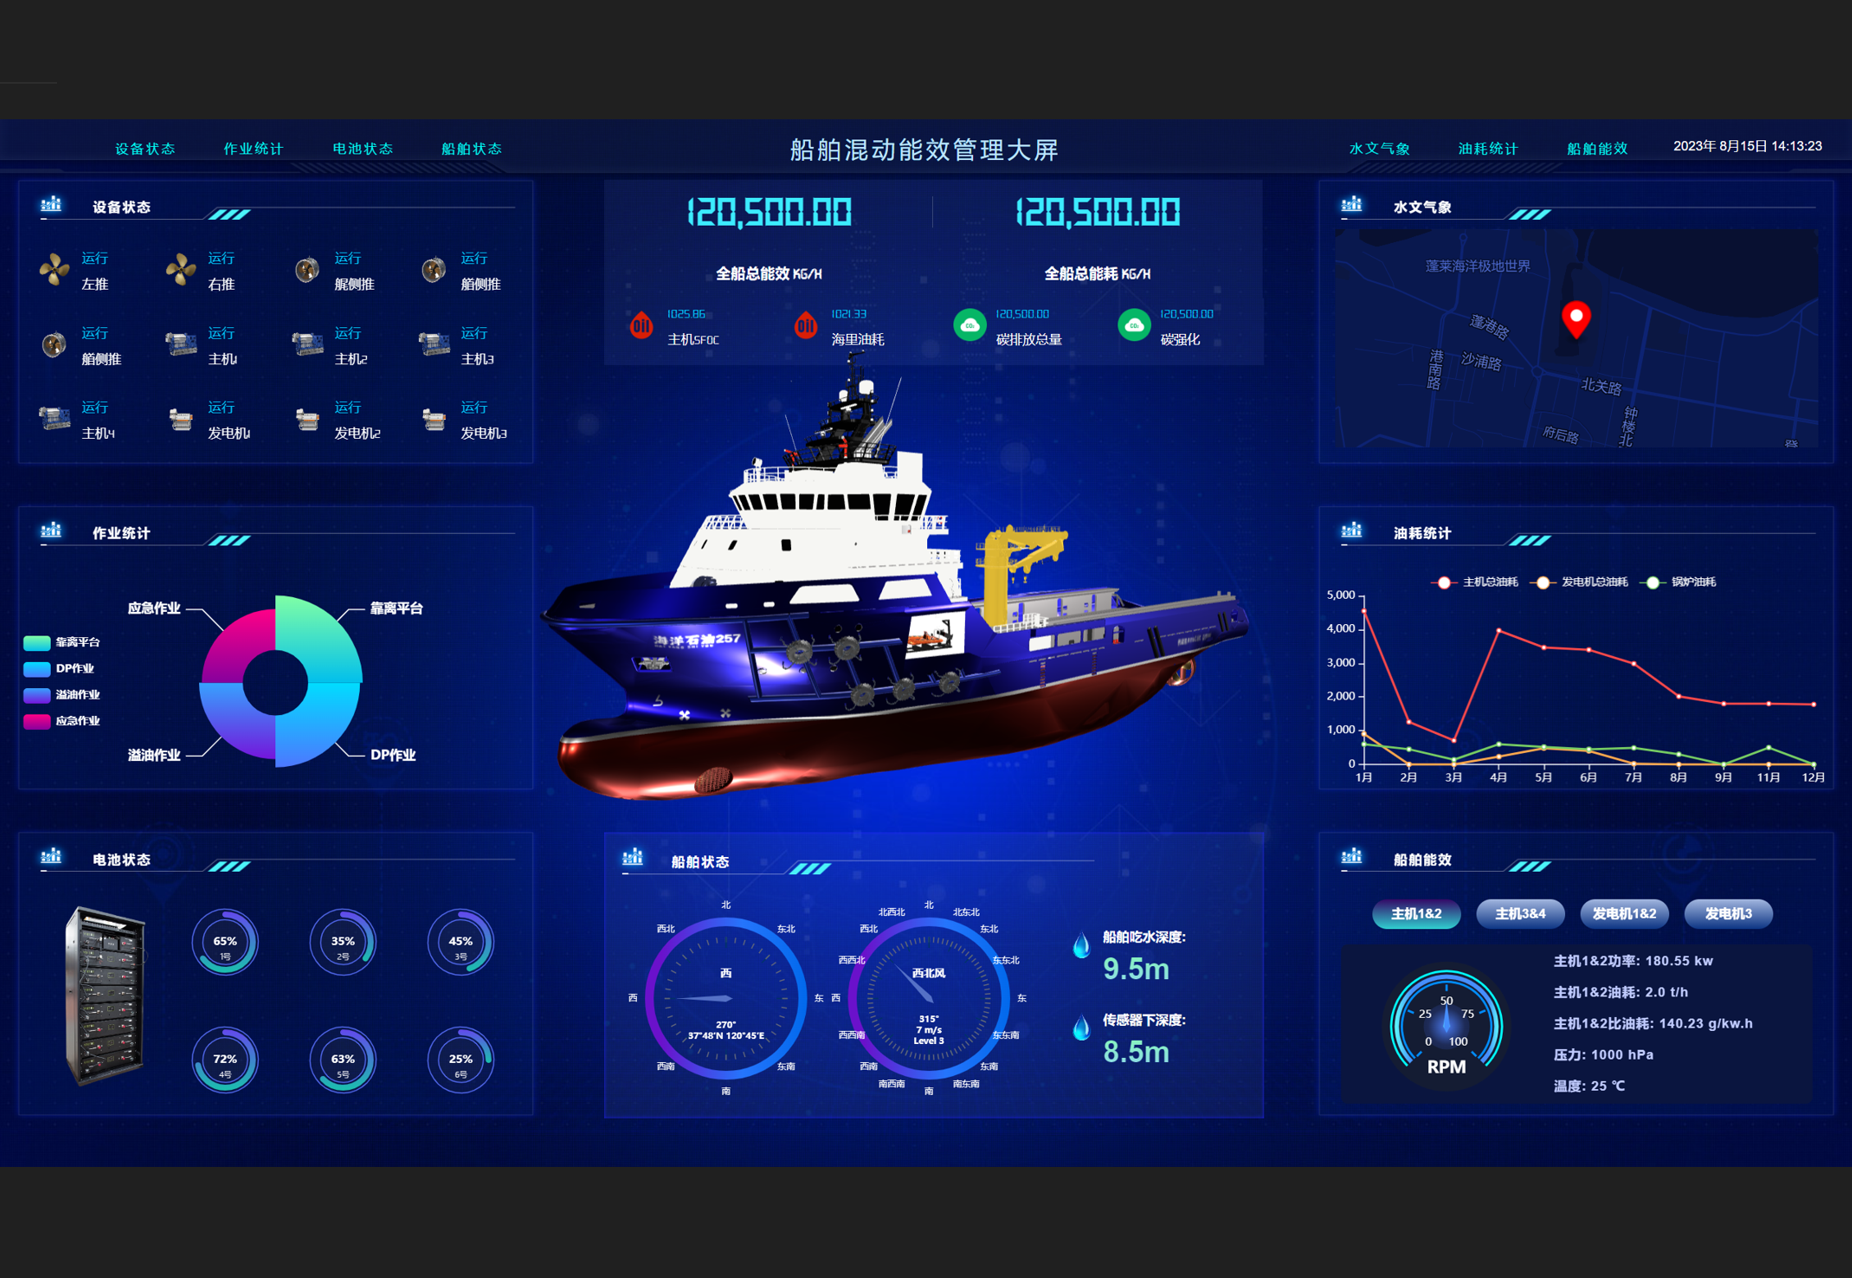 设备状态 作业统计 电池状态 船舶状态
船舶混动能效管理大屏
水文气象 油耗统计 船舶能效 2023年 8月15日 14:13:23
设备状态
运行 运行 运行 运行
左推 右推 艉侧推 艏侧推
运行 运行 运行 运行
艏侧推 主机1 主机2 主机3
运行 运行 运行 运行
主机4 发电机1 发电机2 发电机3
作业统计
应急作业 靠离平台
靠离平台
DP作业
溢油作业
应急作业
溢油作业 DP作业
电池状态
65% 35% 45%
1号 2号 3号
72% 63% 25%
4号 5号 6号
120,500.00 120,500.00
全船总能效 KG/H 全船总能耗 KG/H
1025.86 1021.33 120,500.00 120,500.00
主机SFOC 海里油耗 碳排放总量 碳强化
海洋石油257
船舶状态
北
西北 东北
西
西 东
270°
37°48'N 120°45'E
西南 东南
南
北
北西北 北东北
西北 东北
西西北 东东北
西北风
西 东
315°
7 m/s
Level 3
西西南 东东南
西南 东南
南西南 南东南
南
船舶吃水深度:
9.5m
传感器下深度:
8.5m
水文气象
蓬莱海洋极地世界
蓬港路
港南路
沙浦路
北关路
钟楼北
府后路
油耗统计
主机总油耗 发电机总油耗 锅炉油耗
5,000
4,000
3,000
2,000
1,000
0
1月 2月 3月 4月 5月 6月 7月 8月 9月 11月 12月
船舶能效
主机1&2 主机3&4 发电机1&2 发电机3
50
25 75
0 100
RPM
主机1&2功率: 180.55 kw
主机1&2油耗: 2.0 t/h
主机1&2比油耗: 140.23 g/kw.h
压力: 1000 hPa
温度: 25 ℃